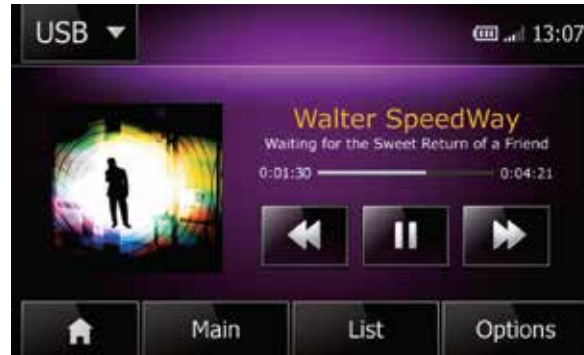 USB
13:07
Walter SpeedWay
Waiting for the Sweet Return of a Friend
0:01:30 0:04:21
Main List Options